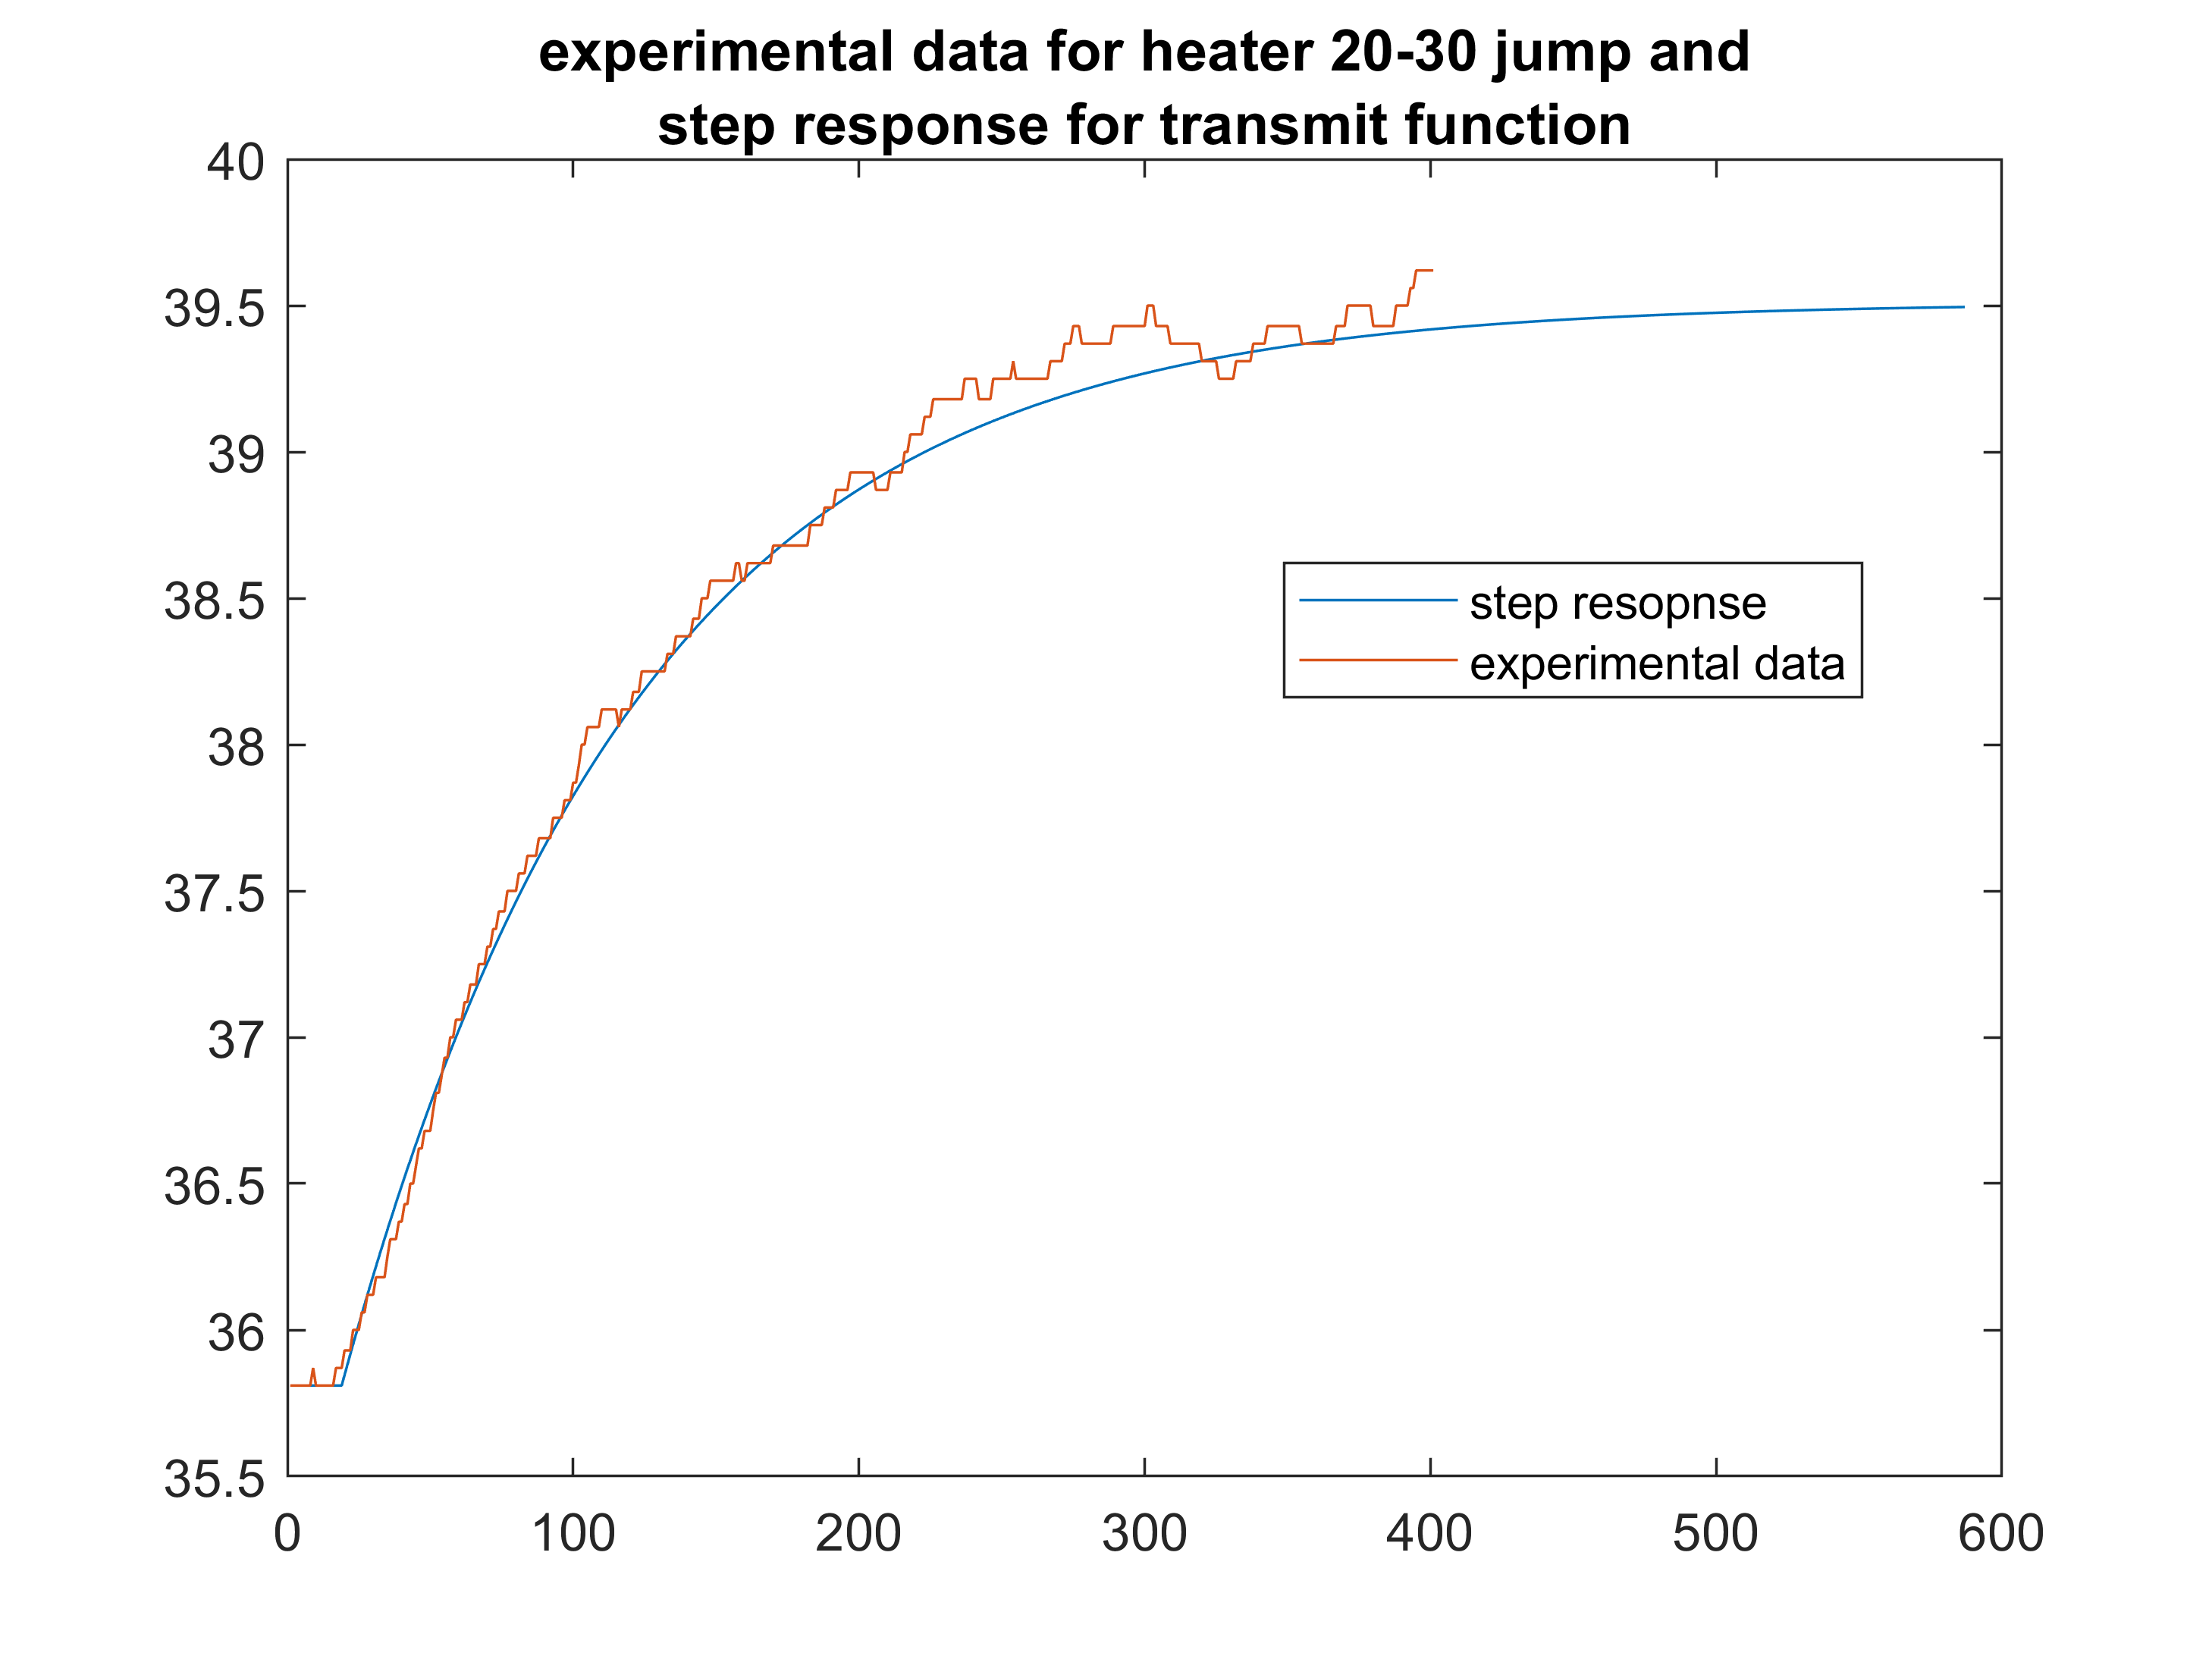 experimental data for heater 20-30 jump and
step response for transmit function
40
39.5
39
38.5
38
37.5
37
36.5
36
35.5
step resopnse
experimental data
0 100 200 300 400 500 600